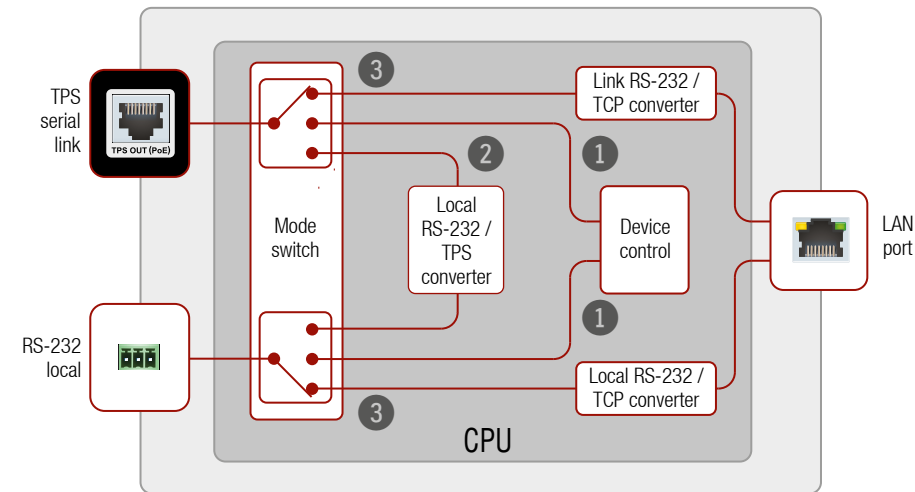 TPS
serial
link
TPS OUT (PoE)
3
Link RS-232 /
TCP converter
2
1
Mode
switch
Local
RS-232 /
TPS
converter
Device
control
LAN
port
1
RS-232
local
Local RS-232 /
TCP converter
3
CPU